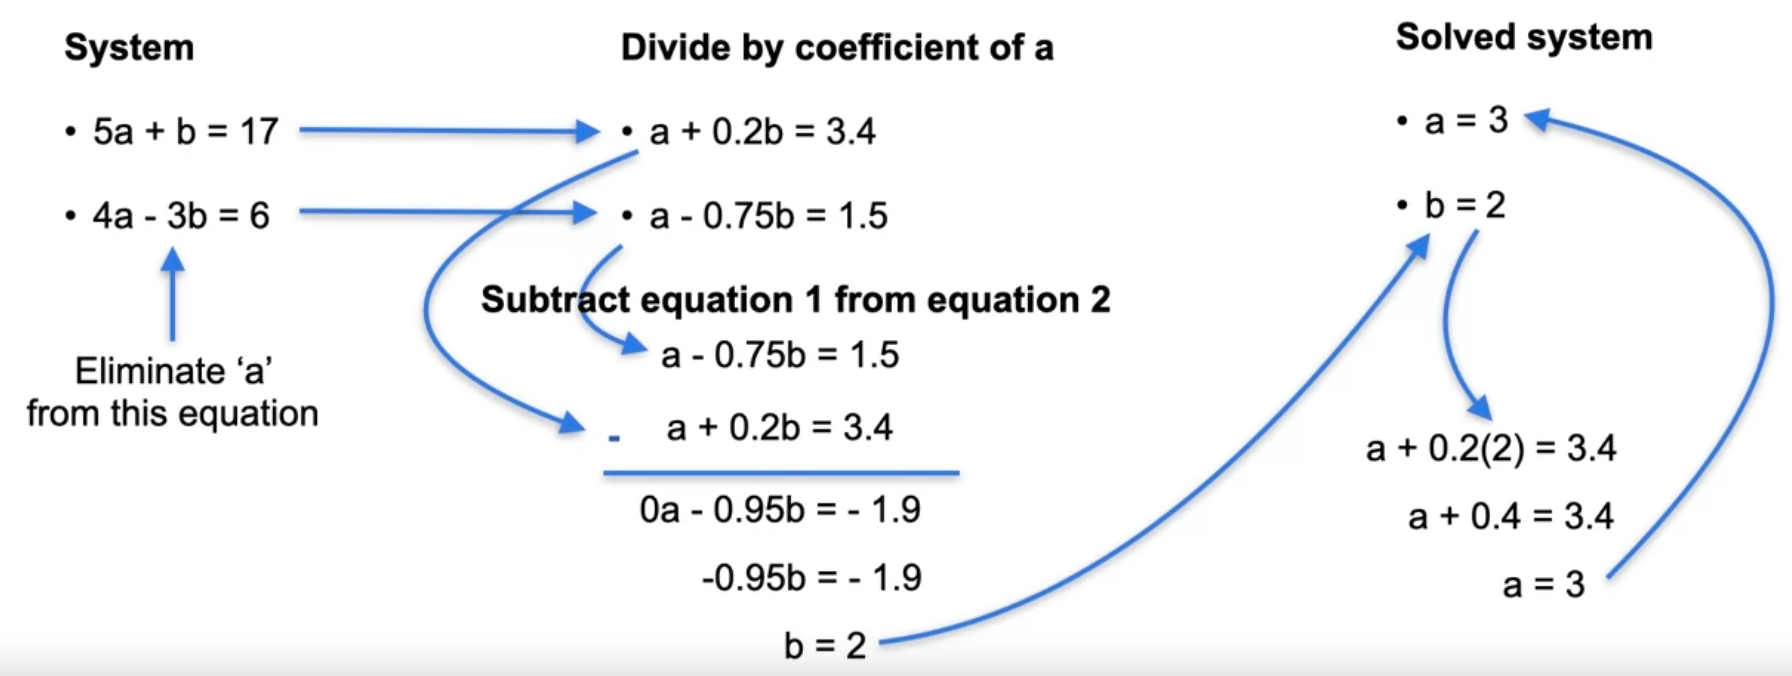 System
• 5a + b = 17
• 4a - 3b = 6
Eliminate ‘a’
from this equation
Divide by coefficient of a
• a + 0.2b = 3.4
• a - 0.75b = 1.5
Subtract equation 1 from equation 2
a - 0.75b = 1.5
- a + 0.2b = 3.4
0a - 0.95b = - 1.9
-0.95b = - 1.9
b = 2
Solved system
• a = 3
• b = 2
a + 0.2(2) = 3.4
a + 0.4 = 3.4
a = 3